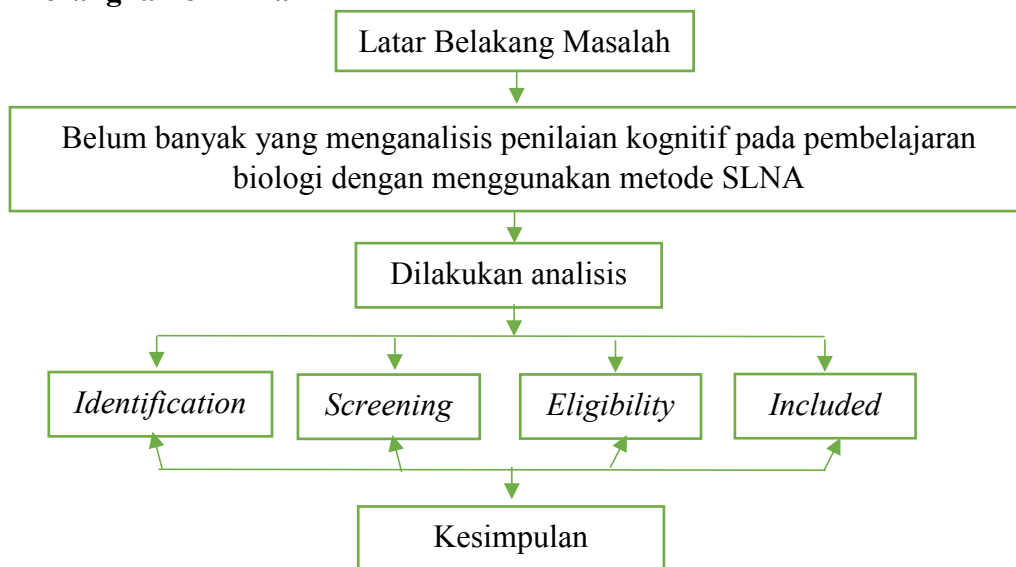 Latar Belakang Masalah
Belum banyak yang menganalisis penilaian kognitif pada pembelajaran
biologi dengan menggunakan metode SLNA
Dilakukan analisis
Identification Screening Eligibility Included
Kesimpulan